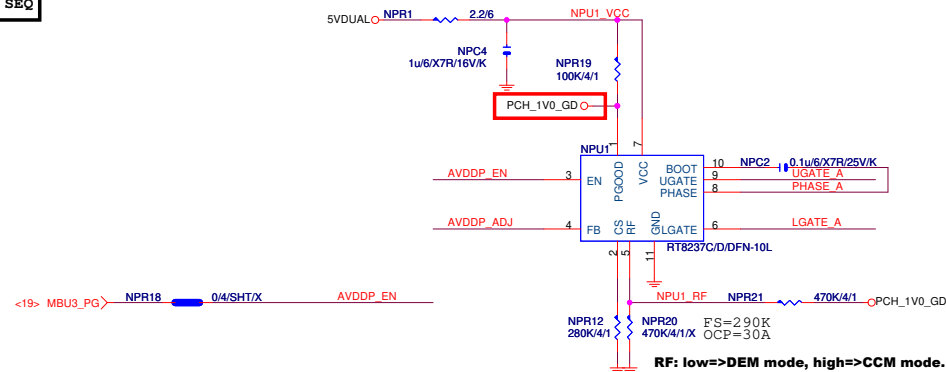 SEQ
5VDUAL
NPR1
2.2/6
NPU1_VCC
NPC4
1u/6/X7R/16V/K
NPR19
100K/4/1
PCH_1V0_GD
NPU1
1
7
AVDDP_EN
3
EN
PGOOD
VCC
BOOT
UGATE
PHASE
10
9
8
NPC2
0.1u/6/X7R/25V/K
UGATE_A
PHASE_A
AVDDP_ADJ
4
FB
CS
RF
GND
LGATE
6
LGATE_A
RT8237C/D/DFN-10L
2
5
11
<19> MBU3_PG
NPR18
0/4/SHT/X
AVDDP_EN
NPU1_RF
NPR21
470K/4/1
PCH_1V0_GD
NPR12
280K/4/1
NPR20
470K/4/1/X
FS=290K
OCP=30A
RF: low=>DEM mode, high=>CCM mode.